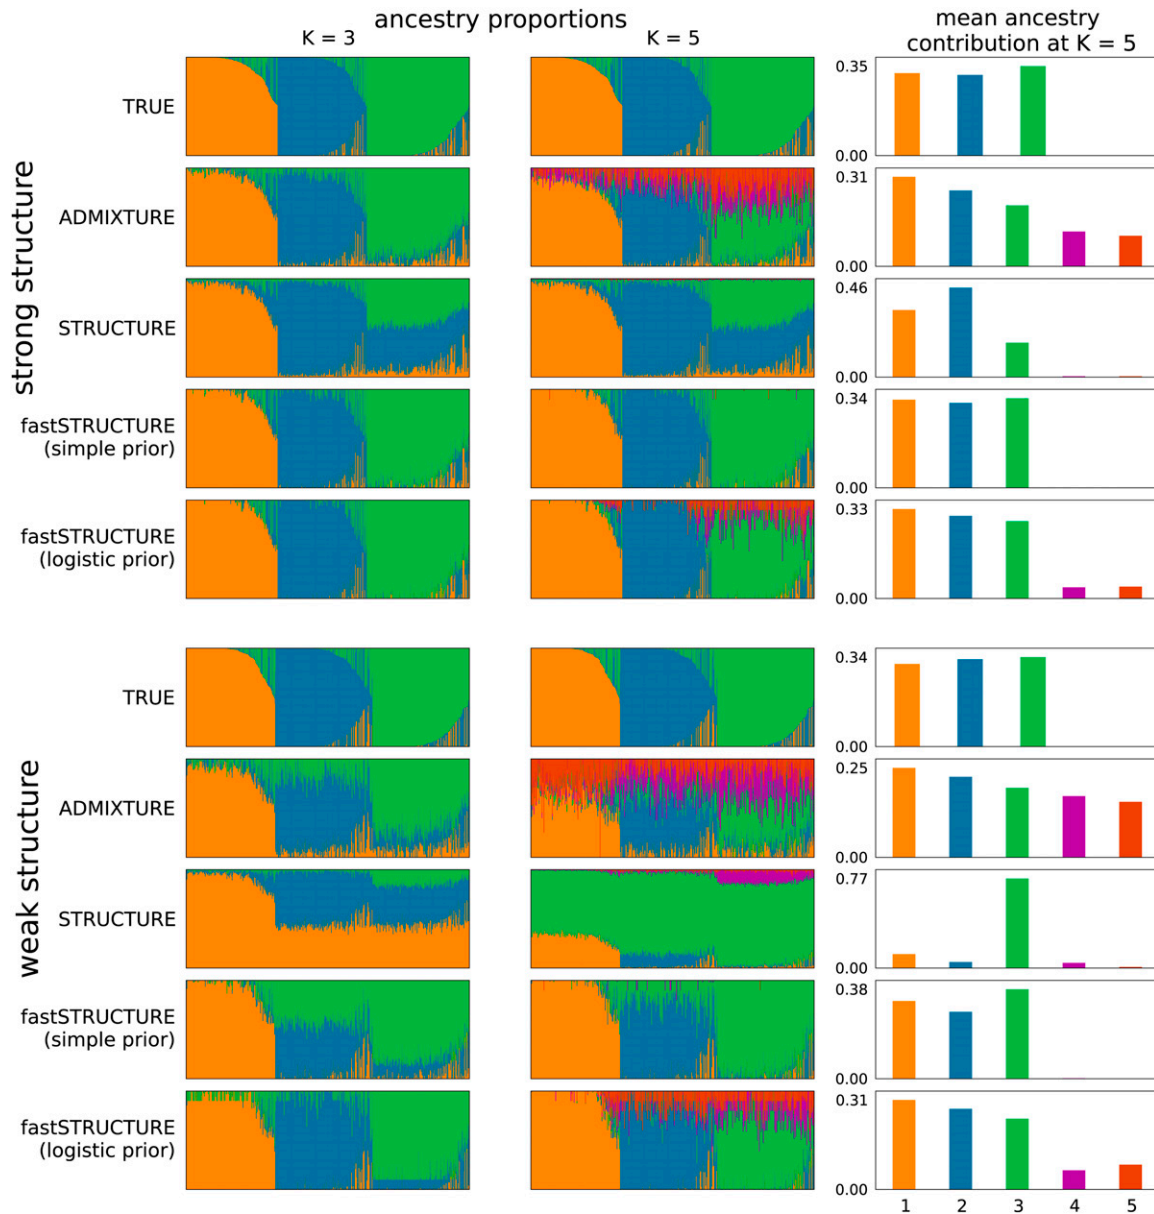 ancestry proportions
K = 3
K = 5
mean ancestry
contribution at K = 5
strong structure
TRUE
0.35
0.00
ADMIXTURE
0.31
0.00
STRUCTURE
0.46
0.00
fastSTRUCTURE
(simple prior)
0.34
0.00
fastSTRUCTURE
(logistic prior)
0.33
0.00
weak structure
TRUE
0.34
0.00
ADMIXTURE
0.25
0.00
STRUCTURE
0.77
0.00
fastSTRUCTURE
(simple prior)
0.38
0.00
fastSTRUCTURE
(logistic prior)
0.31
0.00
1 2 3 4 5